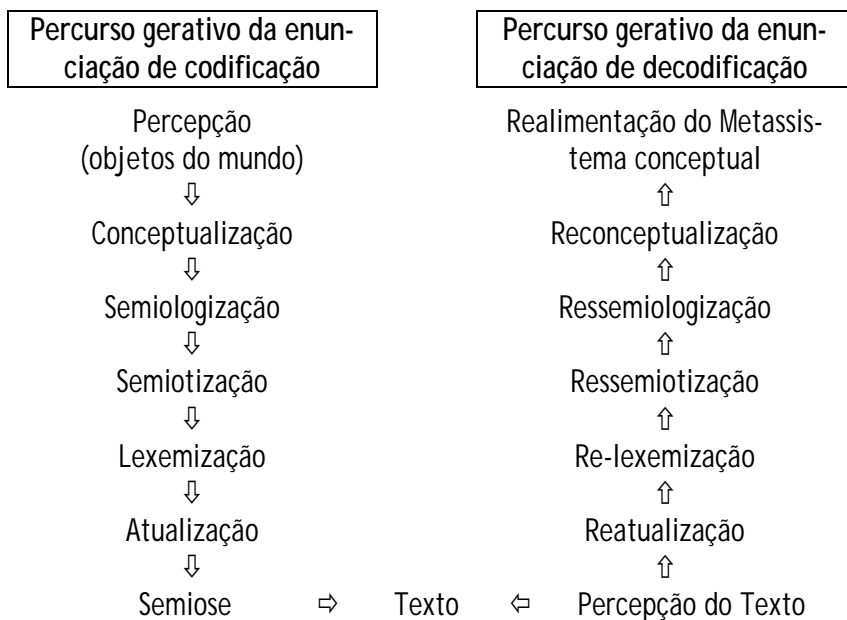 Percurso gerativo da enun-
ciação de codificação
Percepção
(objetos do mundo)
⇩
Conceptualização
⇩
Semiologização
⇩
Semiotização
⇩
Lexemização
⇩
Atualização
⇩
Percurso gerativo da enun-
ciação de decodificação
Realimentação do Metassis-
tema conceptual
⇧
Reconceptualização
⇧
Ressemiologização
⇧
Ressemiotização
⇧
Re-lexemização
⇧
Reatualização
⇧
Semiose ⇨ Texto ⇦ Percepção do Texto